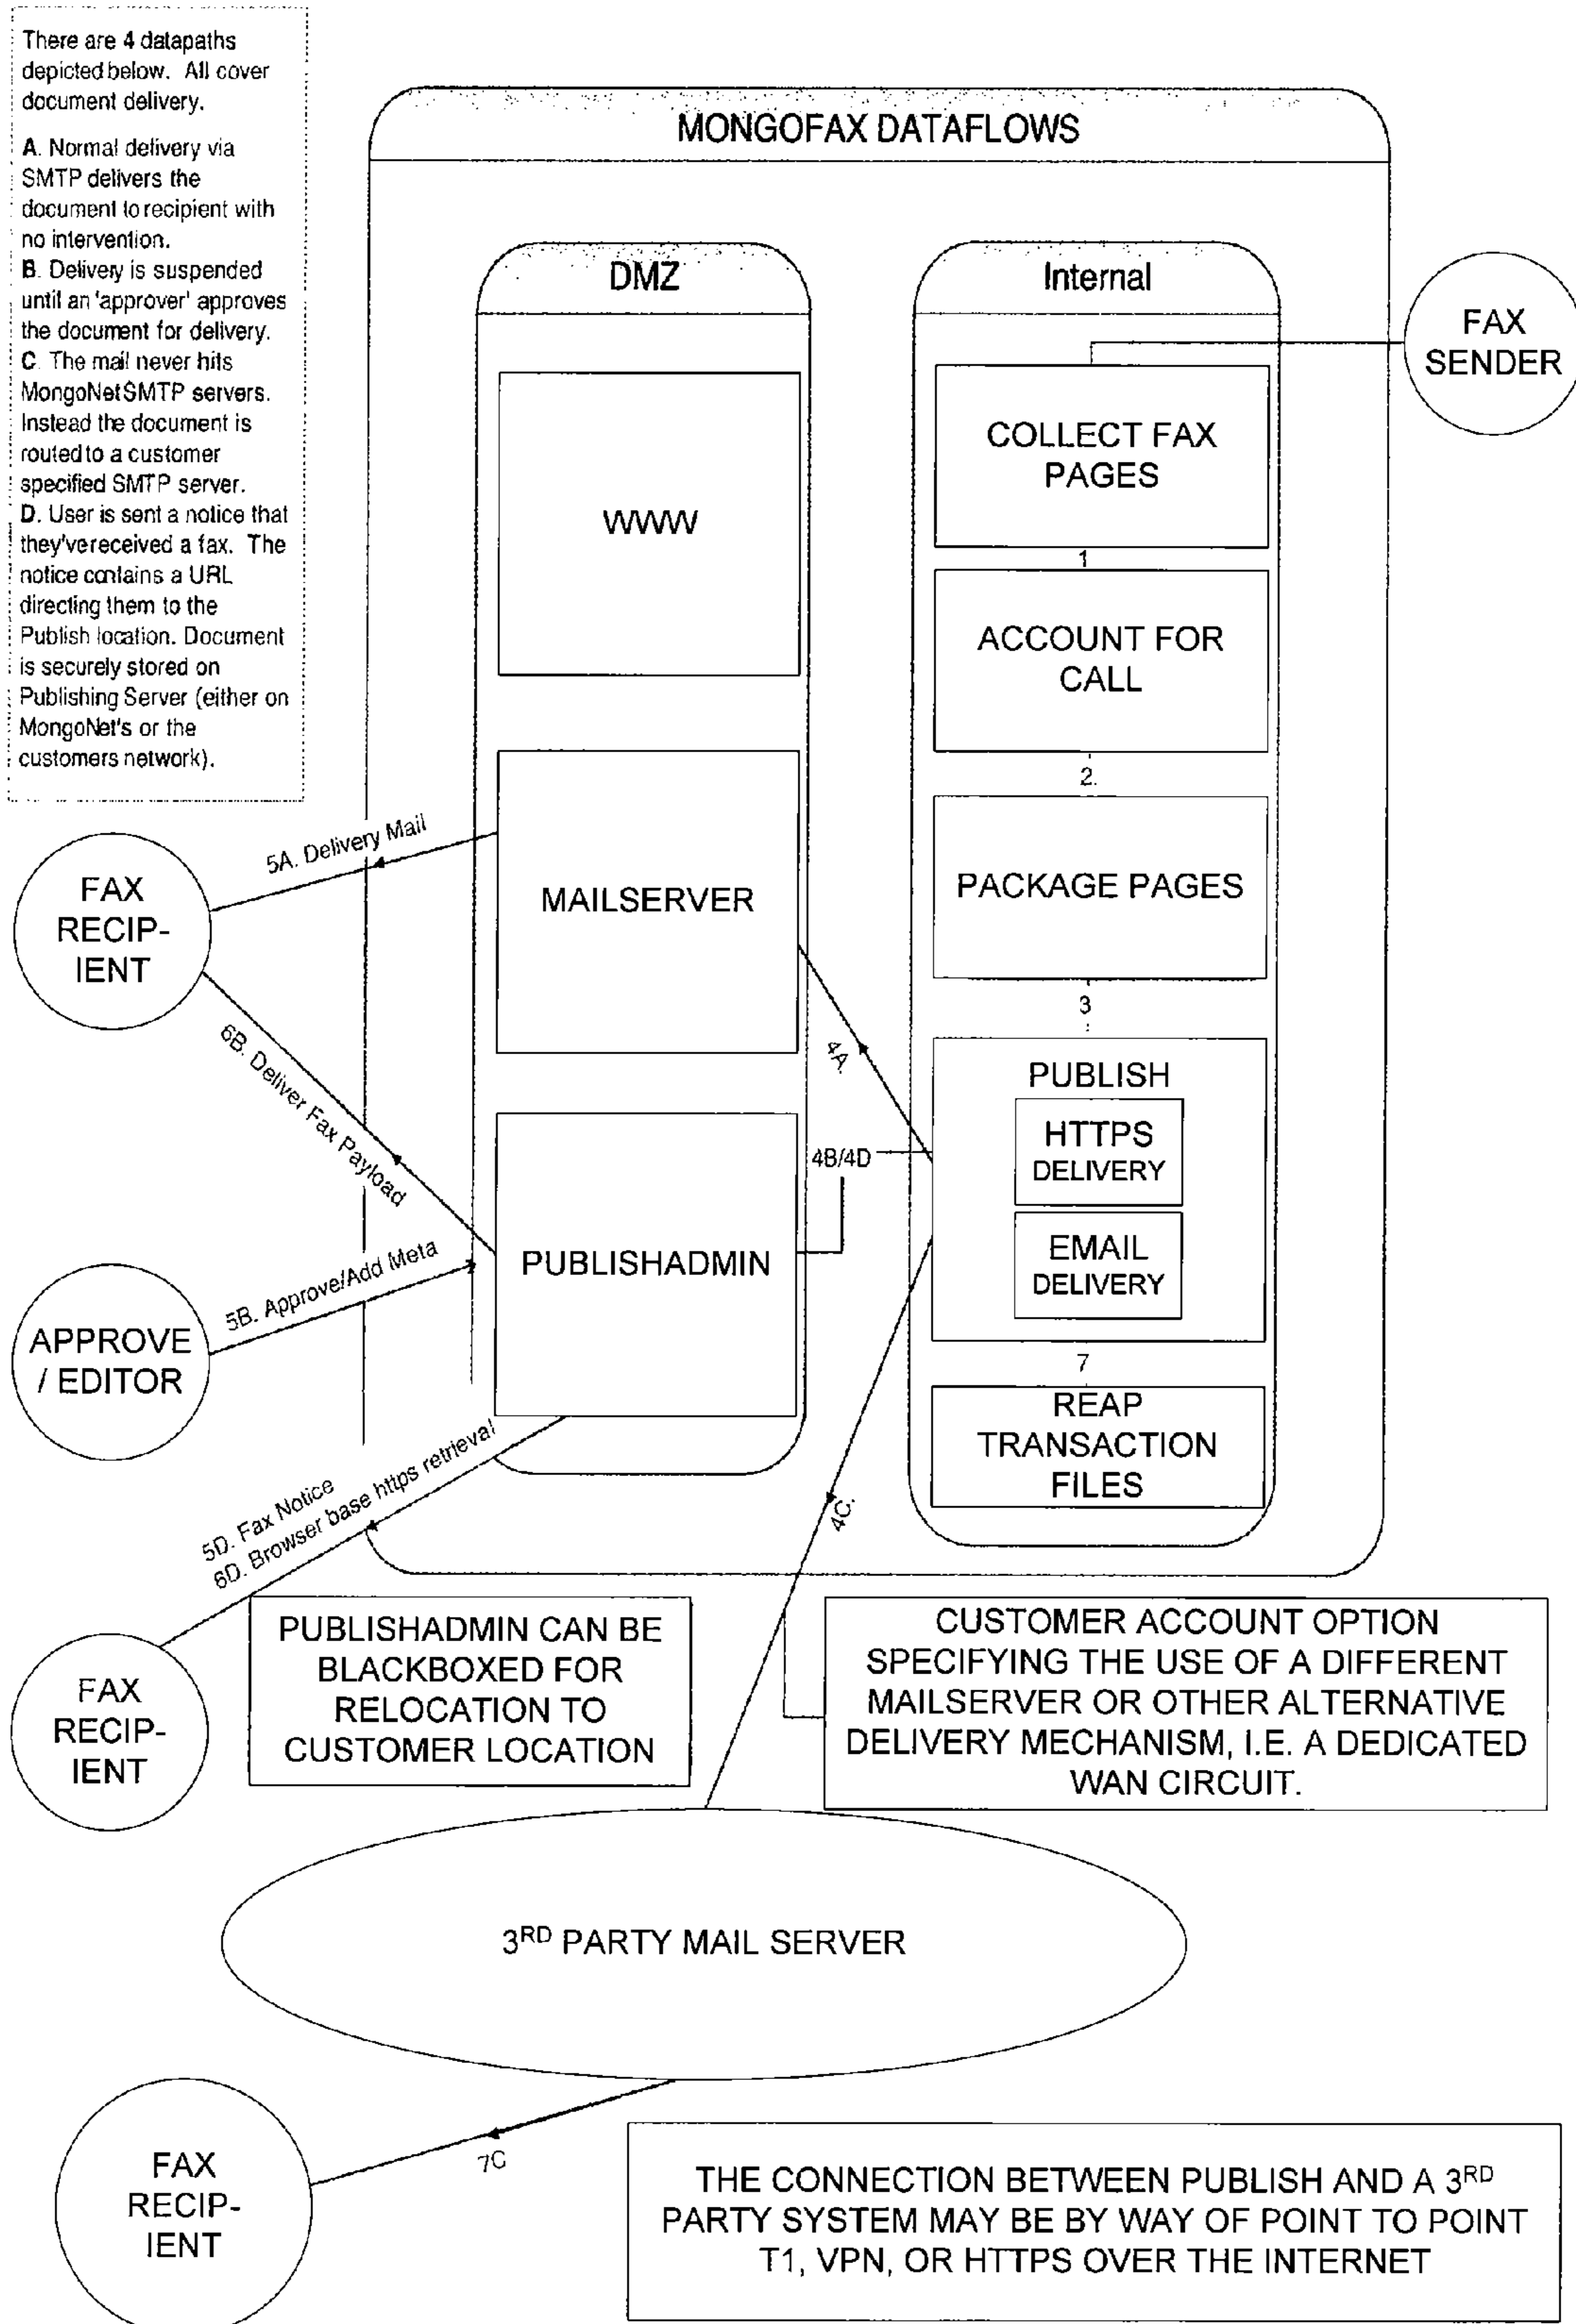 There are 4 datapaths
depicted below. All cover
document delivery.
A. Normal delivery via
SMTP delivers the
document to recipient with
no intervention.
B. Delivery is suspended
until an 'approver' approves
the document for delivery.
C. The mail never hits
MongoNet SMTP servers.
Instead the document is
routed to a customer
specified SMTP server.
D. User is sent a notice that
they've received a fax. The
notice contains a URL
directing them to the
Publish location. Document
is securely stored on
Publishing Server (either on
MongoNet's or the
customers network).
MONGOFAX DATAFLOWS
DMZ
WWW
MAILSERVER
PUBLISHADMIN
Internal
COLLECT FAX
PAGES
1
ACCOUNT FOR
CALL
2.
PACKAGE PAGES
3
PUBLISH
HTTPS
DELIVERY
EMAIL
DELIVERY
7
REAP
TRANSACTION
FILES
FAX
SENDER
4A.
4B/4D
4C.
5A. Delivery Mail
FAX
RECIP-
IENT
6B. Deliver Fax Payload
5B. Approve/Add Meta
APPROVE
/ EDITOR
5D. Fax Notice
6D. Browser base https retrieval
FAX
RECIP-
IENT
PUBLISHADMIN CAN BE
BLACKBOXED FOR
RELOCATION TO
CUSTOMER LOCATION
CUSTOMER ACCOUNT OPTION
SPECIFYING THE USE OF A DIFFERENT
MAILSERVER OR OTHER ALTERNATIVE
DELIVERY MECHANISM, I.E. A DEDICATED
WAN CIRCUIT.
3RD PARTY MAIL SERVER
7C
FAX
RECIP-
IENT
THE CONNECTION BETWEEN PUBLISH AND A 3RD
PARTY SYSTEM MAY BE BY WAY OF POINT TO POINT
T1, VPN, OR HTTPS OVER THE INTERNET